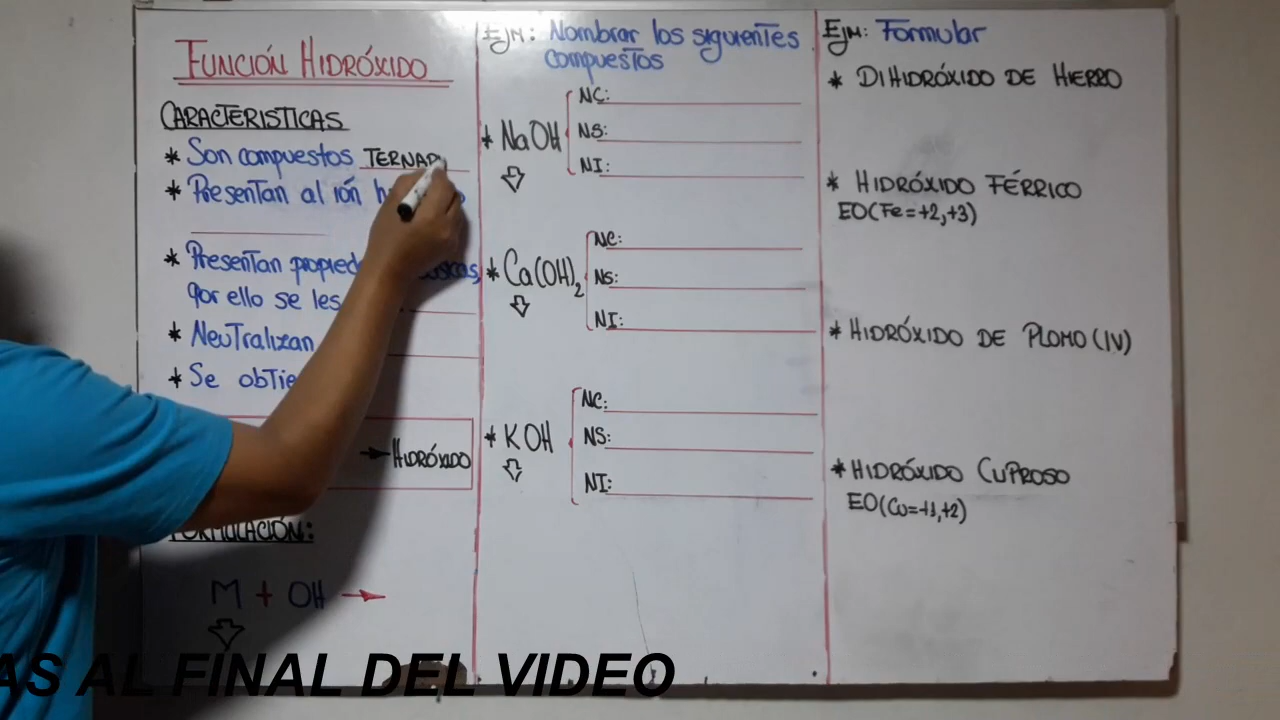 FUNCIÓN HIDRÓXIDO
CARACTERISTICAS
* Son compuestos TERNAR
* Presentan al ión h
* Presentan propied
por ello se les
* Neutralizan
* Se obtie
→ HIDRÓXIDO
FORMULACIÓN:
M + OH →
EJM: Nombrar los siguientes
compuestos
* NaOH
NC:
NS:
NI:
* Ca(OH)₂
NC:
NS:
NI:
* KOH
NC:
NS:
NI:
EJM: Formular
* DIHIDRÓXIDO DE HIERRO
* HIDRÓXIDO FÉRRICO
EO(Fe=+2,+3)
* HIDRÓXIDO DE PLOMO(IV)
* HIDRÓXIDO CUPROSO
EO(Cu=+1,+2)
AS AL FINAL DEL VIDEO